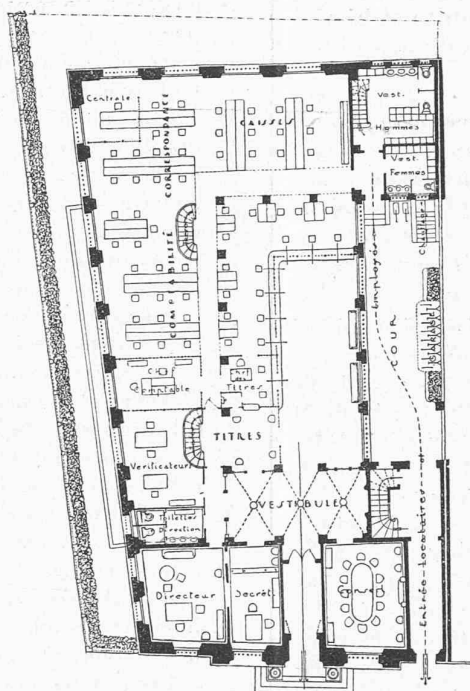 Centrale
CORRESPONDANCE
CAISSES
Vest.
Hommes
Vest.
Femmes
COMPTABILITÉ
Employés
COUR
Chef
Comptable
Titres
TITRES
Vérificateur
VESTIBULE
Toilettes
Direction
Directeur
Secrét.
Conseil
Entrée locataires et